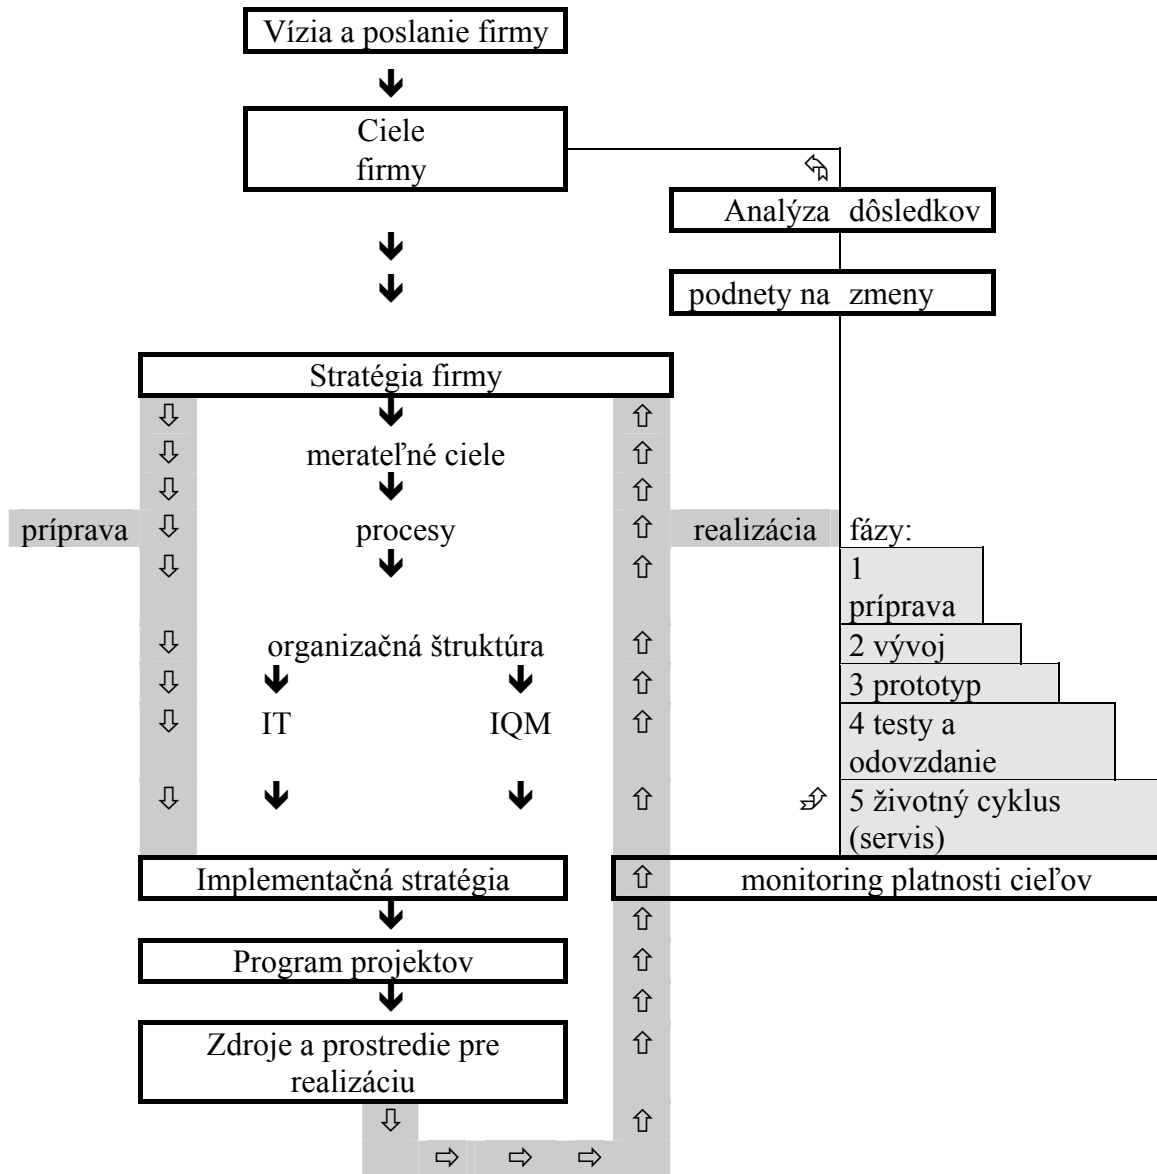 Vízia a poslanie firmy
Ciele
firmy
Analýza dôsledkov
podnety na zmeny
Stratégia firmy
merateľné ciele
príprava
procesy
realizácia
fázy:
1
príprava
organizačná štruktúra
2 vývoj
3 prototyp
IT
IQM
4 testy a
odovzdanie
5 životný cyklus
(servis)
Implementačná stratégia
monitoring platnosti cieľov
Program projektov
Zdroje a prostredie pre
realizáciu